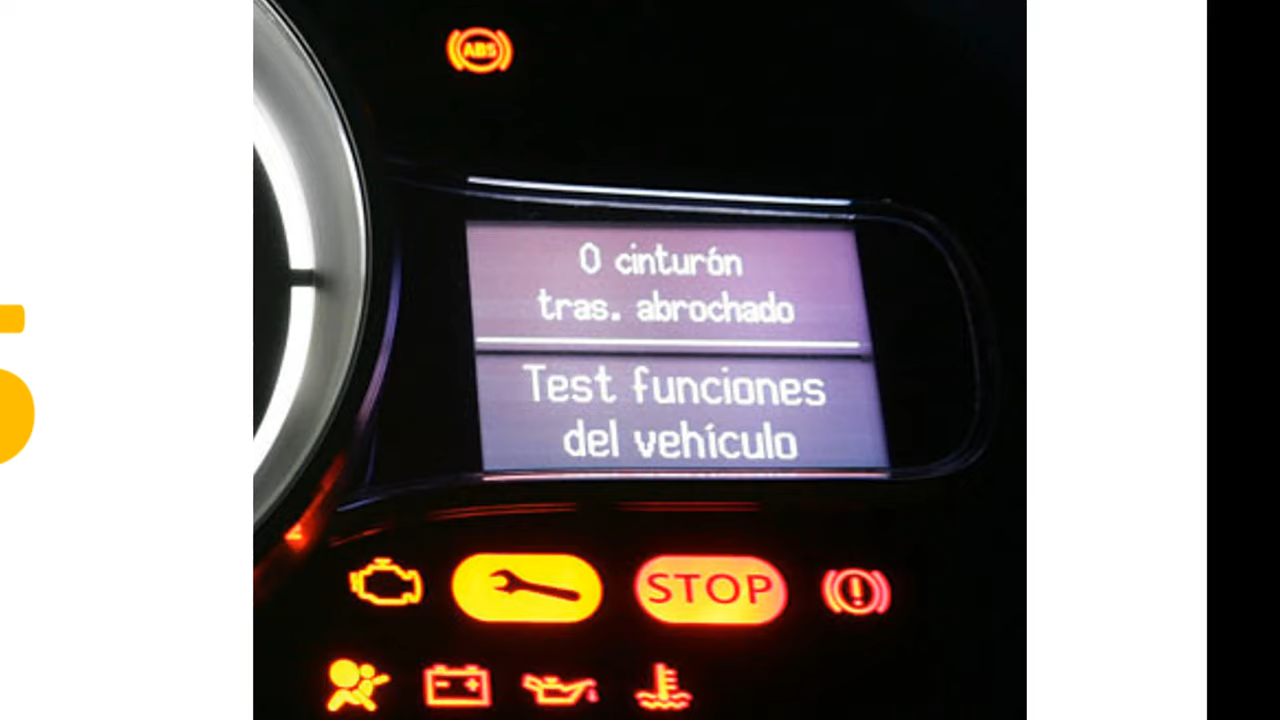 ABS
0 cinturón
tras. abrochado
Test funciones
del vehículo
STOP